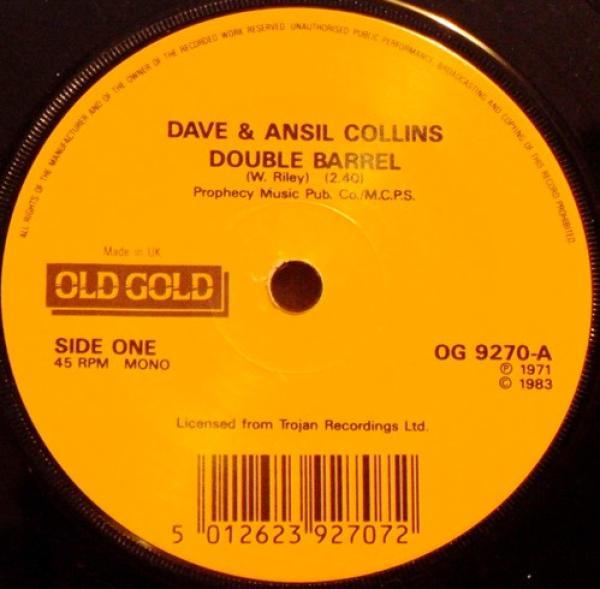 ALL RIGHTS OF THE MANUFACTURER AND OF THE OWNER OF THE RECORDED WORK RESERVED. UNAUTHORISED PUBLIC PERFORMANCE, BROADCASTING AND COPYING OF THIS RECORD PROHIBITED.
DAVE & ANSIL COLLINS
DOUBLE BARREL
(W. Riley) (2.40)
Prophecy Music Pub. Co./M.C.P.S.
Made in UK
OLD GOLD
SIDE ONE
45 RPM MONO
OG 9270-A
℗ 1971
© 1983
Licensed from Trojan Recordings Ltd.
5 012623 927072